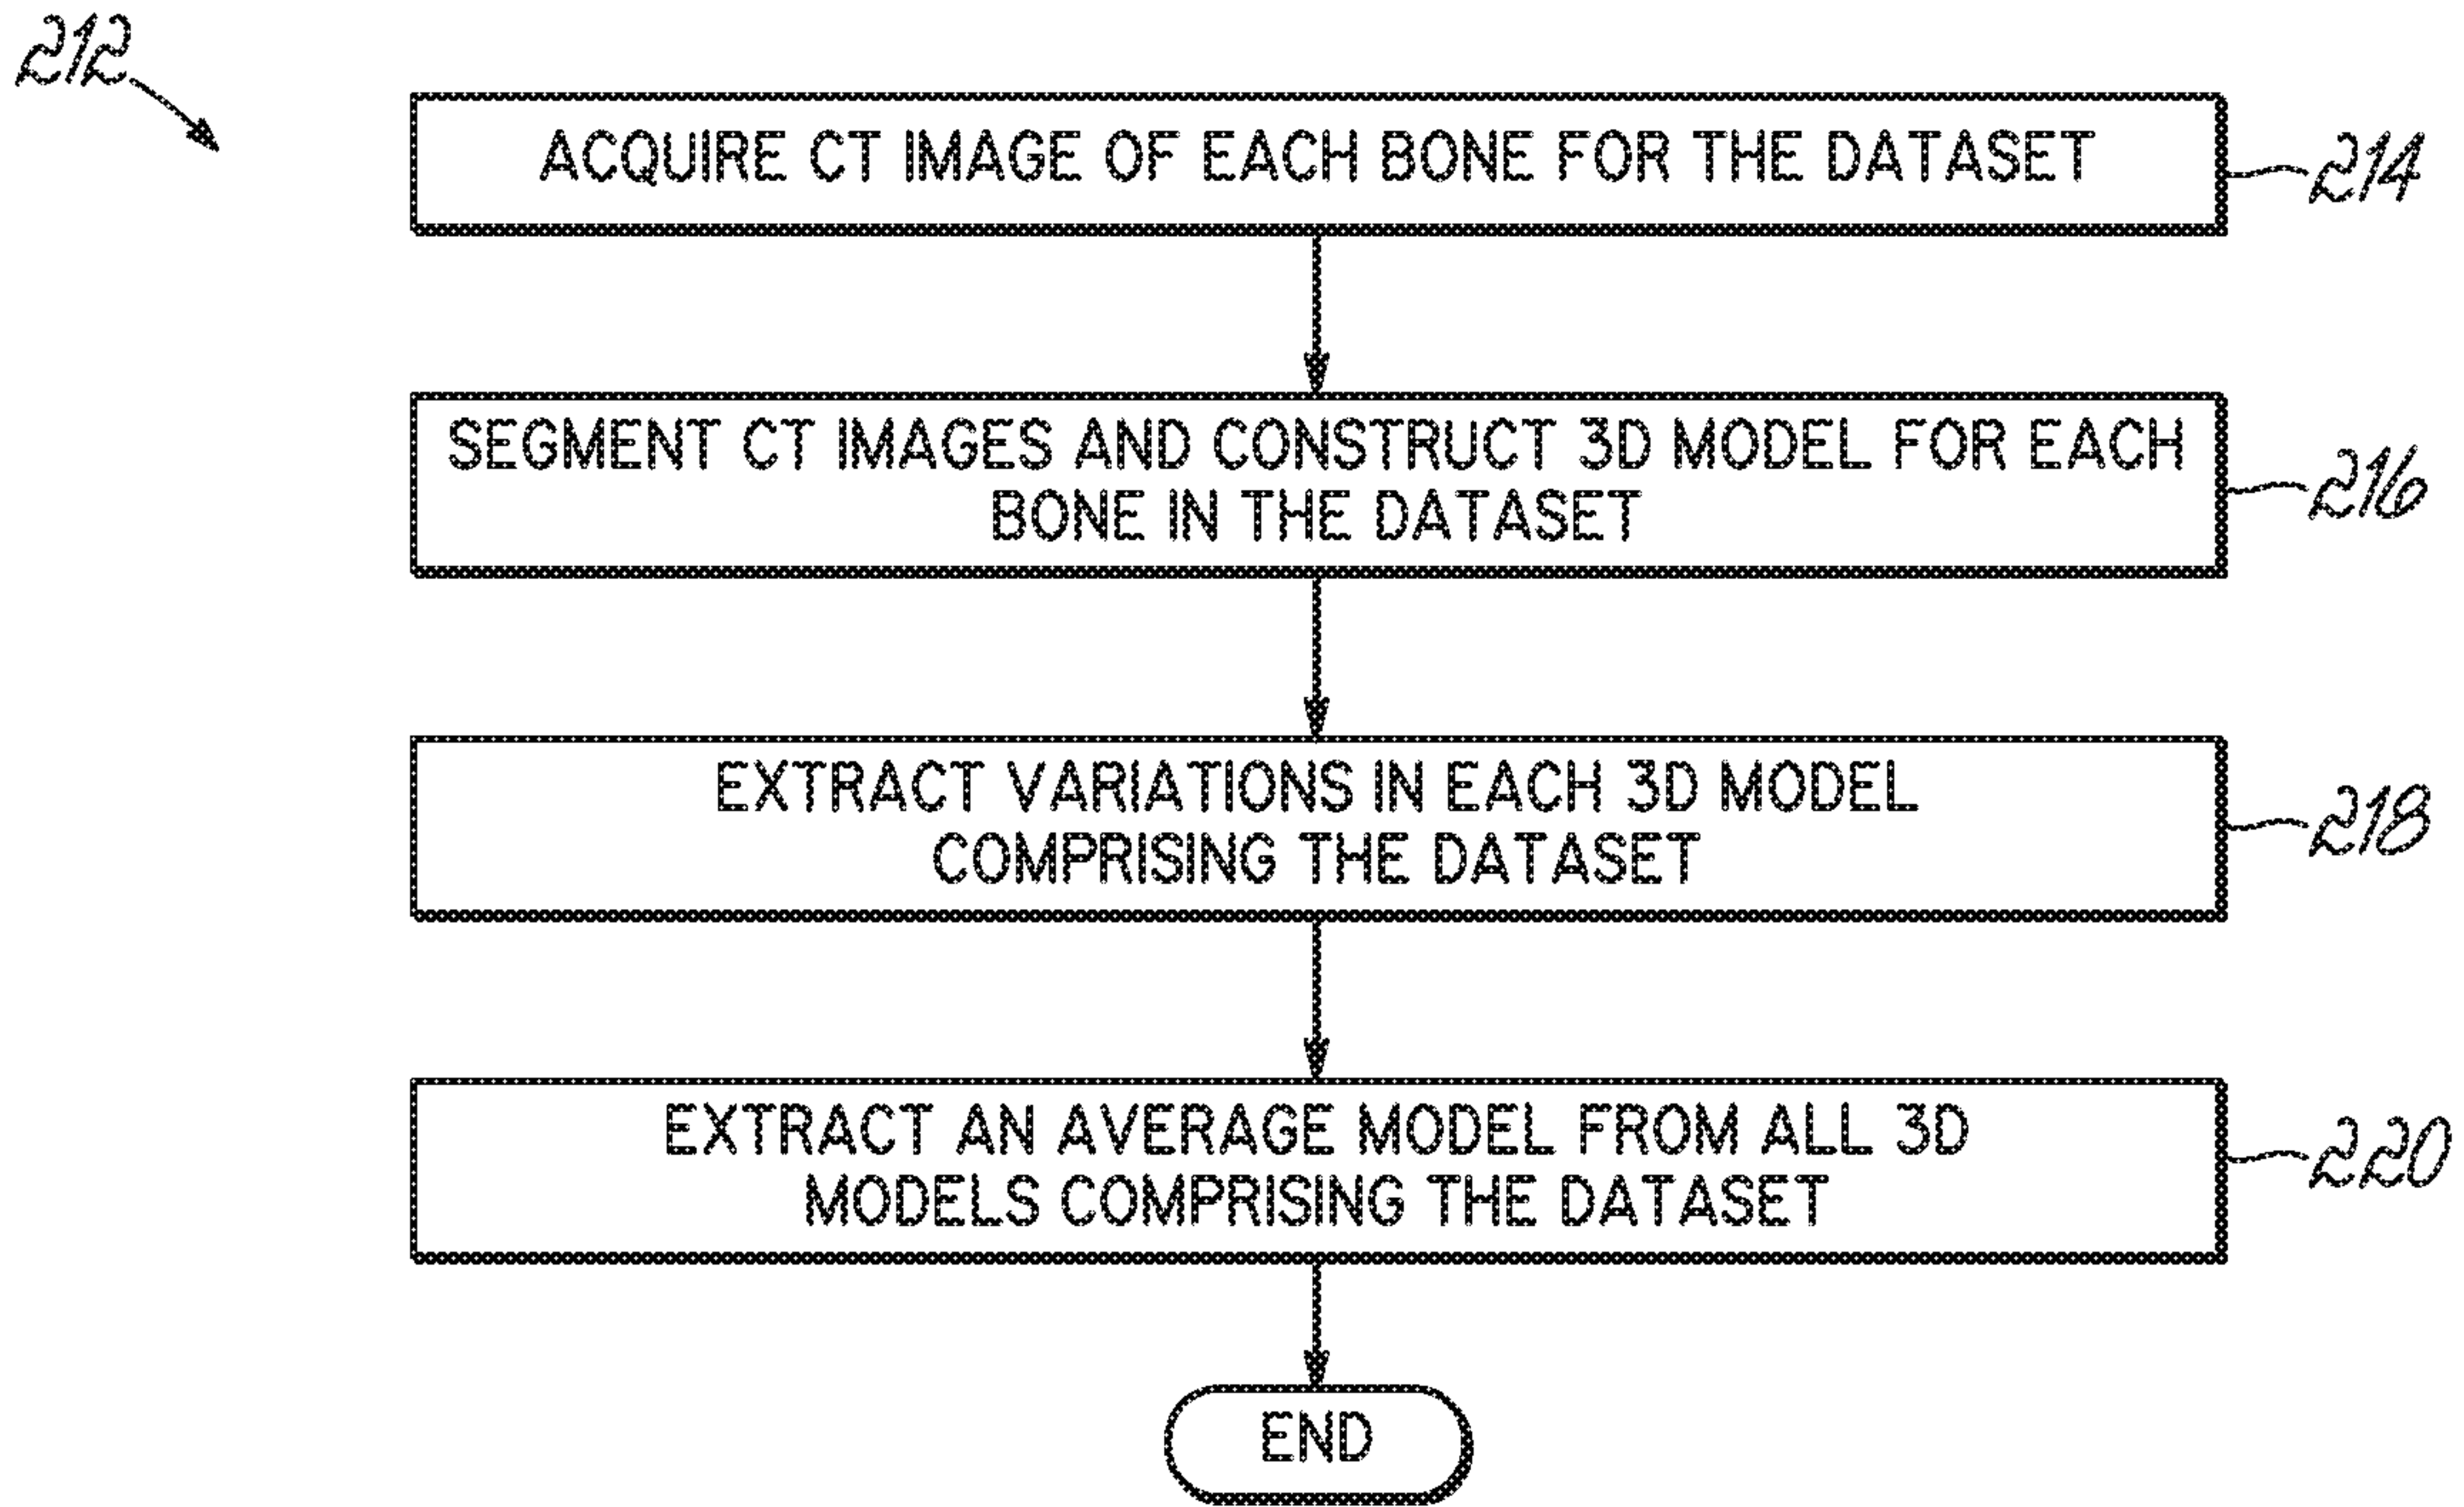 212
ACQUIRE CT IMAGE OF EACH BONE FOR THE DATASET
214
SEGMENT CT IMAGES AND CONSTRUCT 3D MODEL FOR EACH
BONE IN THE DATASET
216
EXTRACT VARIATIONS IN EACH 3D MODEL
COMPRISING THE DATASET
218
EXTRACT AN AVERAGE MODEL FROM ALL 3D
MODELS COMPRISING THE DATASET
220
END